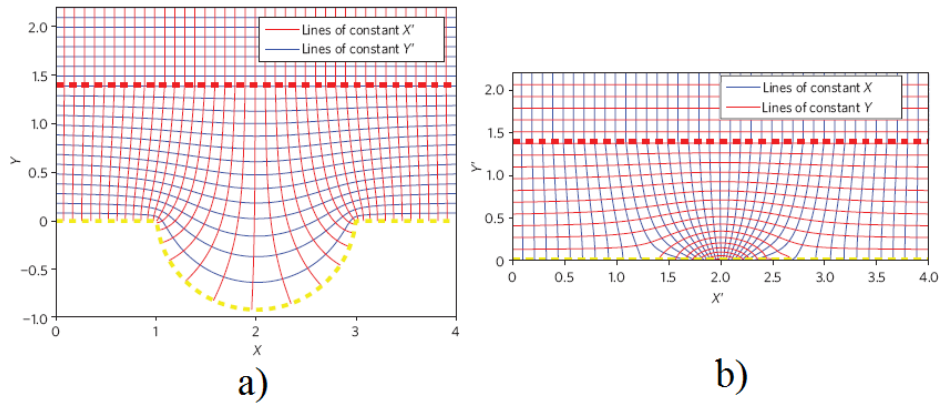 2.0
Lines of constant X'
Lines of constant Y'
1.5
1.0
Y
0.5
0
−0.5
−1.0
0 1 2 3 4
X
a)
2.0
Lines of constant X
Lines of constant Y
1.5
Y'
1.0
0.5
0
0 0.5 1.0 1.5 2.0 2.5 3.0 3.5 4.0
X'
b)